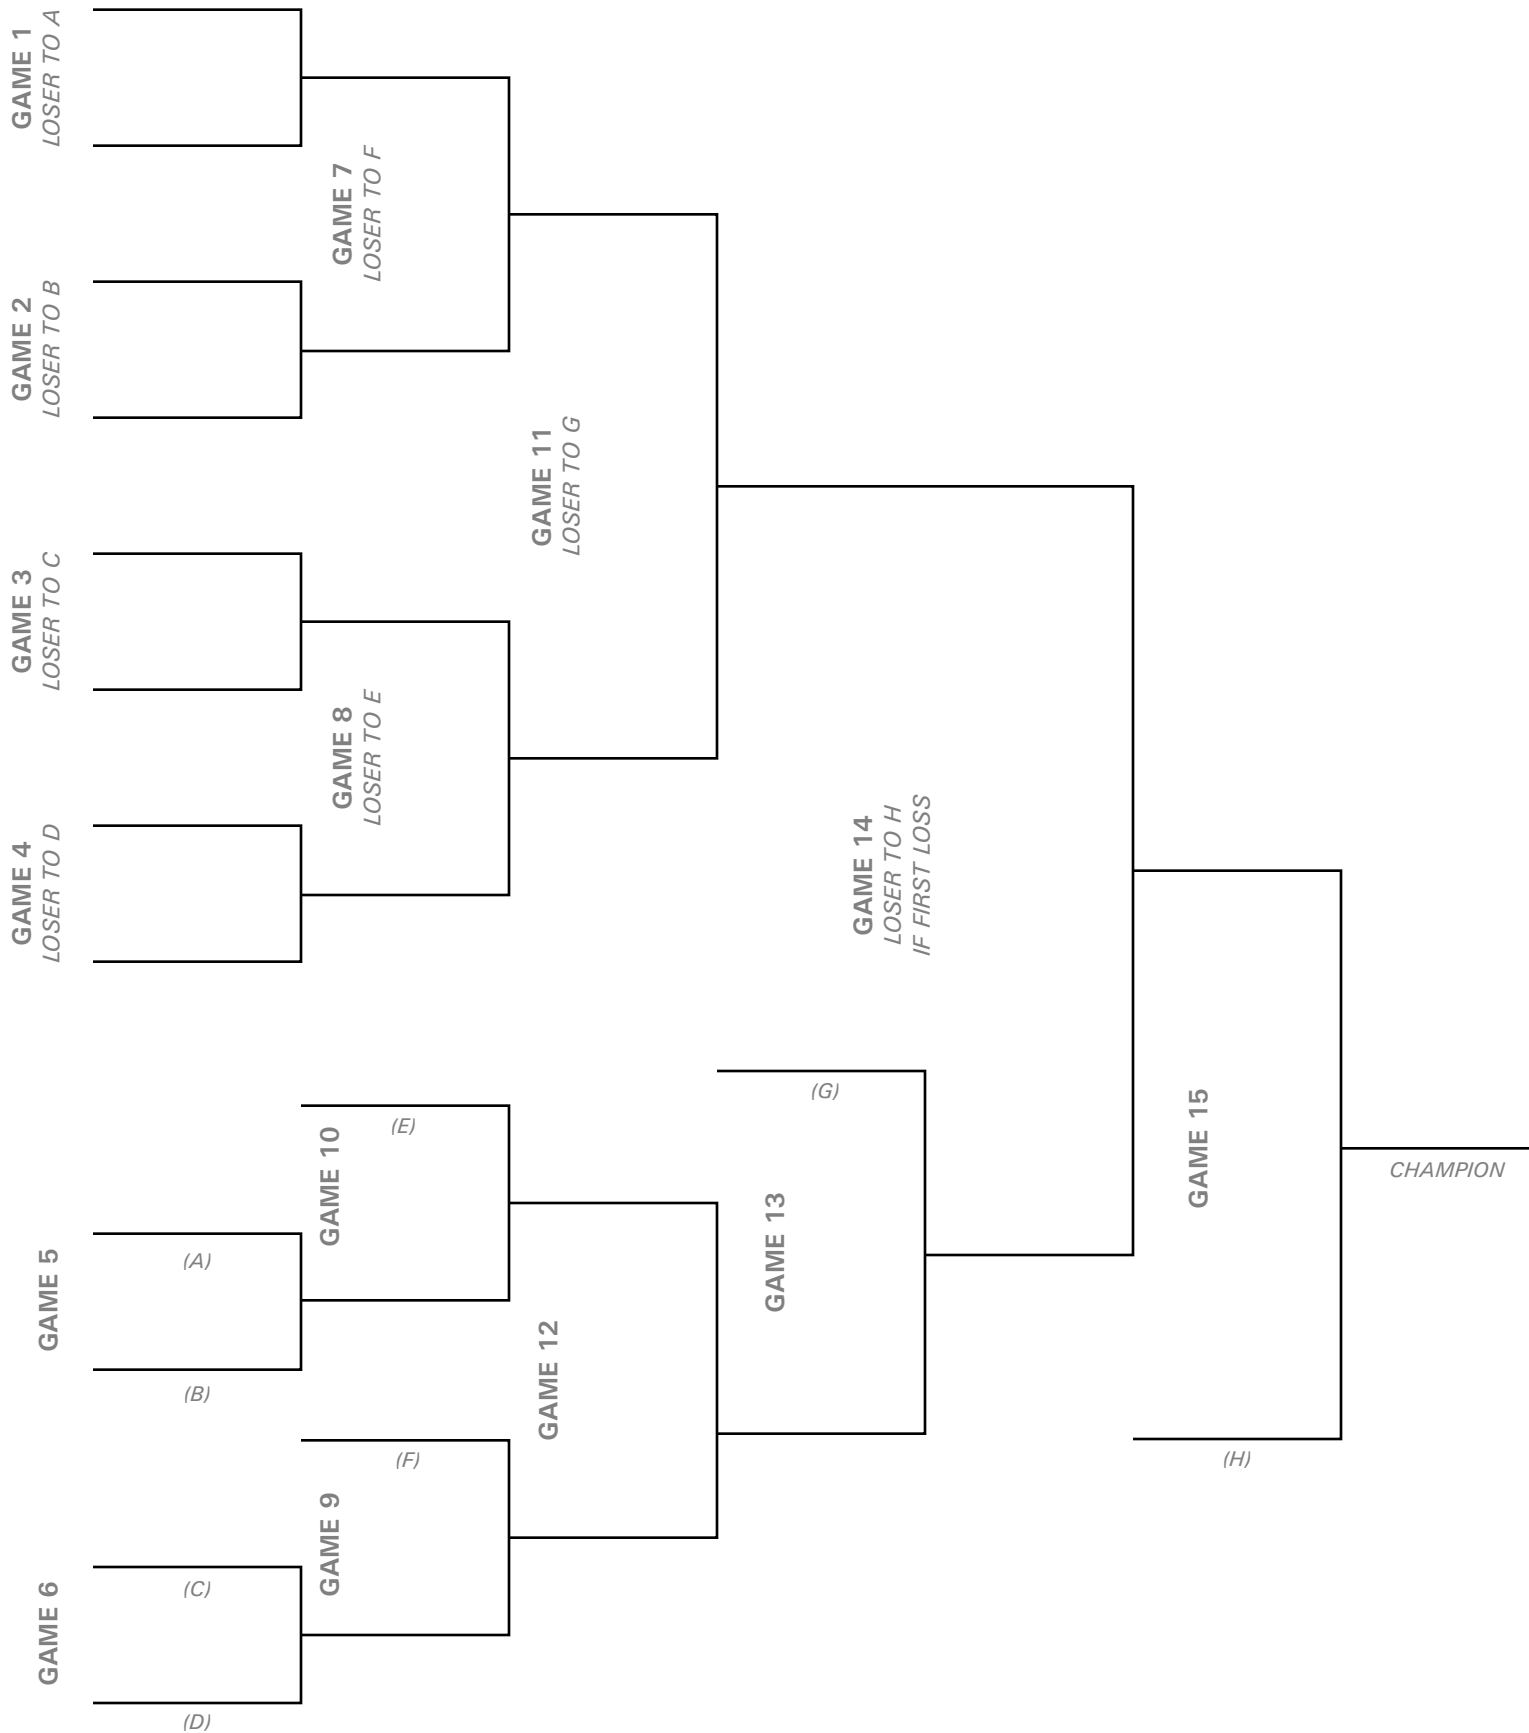 GAME 1
LOSER TO A
GAME 2
LOSER TO B
GAME 3
LOSER TO C
GAME 4
LOSER TO D
GAME 7
LOSER TO F
GAME 8
LOSER TO E
GAME 11
LOSER TO G
GAME 14
LOSER TO H
IF FIRST LOSS
GAME 5
(A)
(B)
GAME 6
(C)
(D)
GAME 10
(E)
GAME 9
(F)
GAME 12
GAME 13
(G)
GAME 15
(H)
CHAMPION